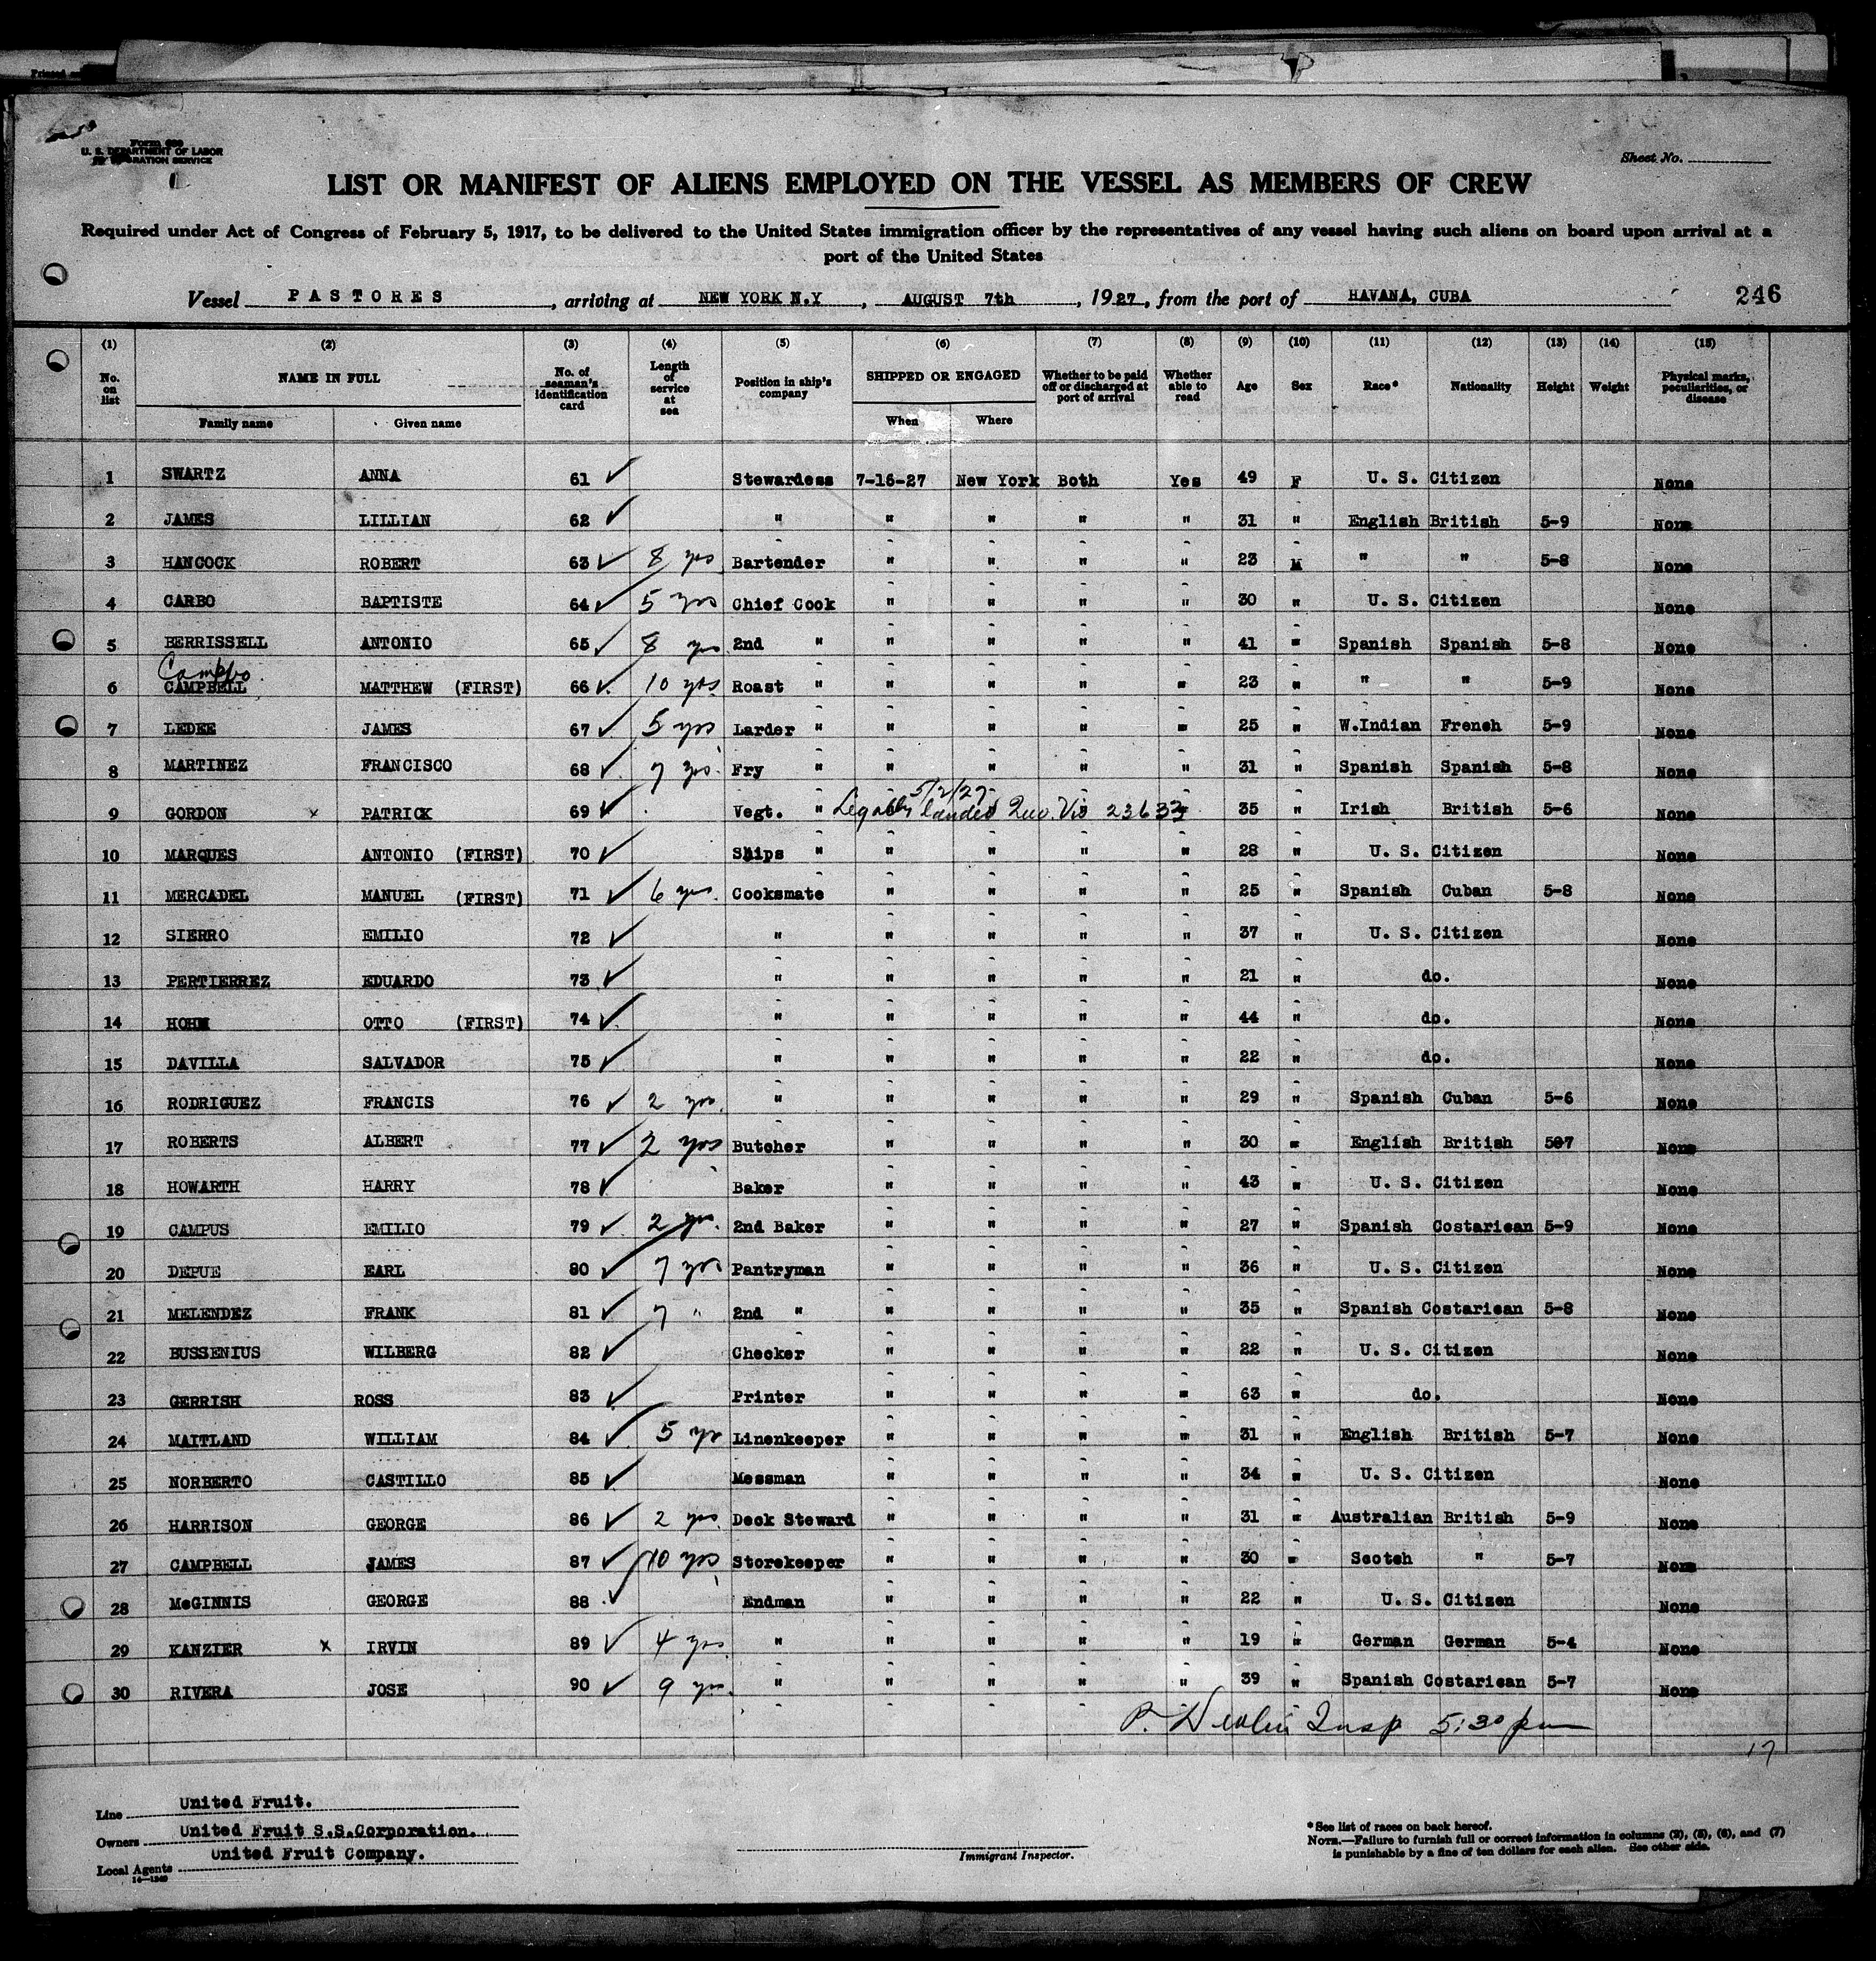 Form 689
U. S. DEPARTMENT OF LABOR
IMMIGRATION SERVICE
Sheet No.
LIST OR MANIFEST OF ALIENS EMPLOYED ON THE VESSEL AS MEMBERS OF CREW
Required under Act of Congress of February 5, 1917, to be delivered to the United States immigration officer by the representatives of any vessel having such aliens on board upon arrival at a
port of the United States
Vessel PASTORES, arriving at NEW YORK N.Y, AUGUST 7th, 1927, from the port of HAVANA, CUBA 246
(1) (2) (3) (4) (5) (6) (7) (8) (9) (10) (11) (12) (13) (14) (15)
No. on list NAME IN FULL No. of seaman's identification card Length of service at sea Position in ship's company SHIPPED OR ENGAGED Whether to be paid off or discharged at port of arrival Whether able to read Age Sex Race* Nationality Height Weight Physical marks, peculiarities, or disease
Family name Given name When Where
1 SWARTZ ANNA 61 ✓ Stewardess 7-16-27 New York Both Yes 49 F U. S. Citizen None
2 JAMES LILLIAN 62 ✓ " " " " " 31 " English British 5-9 None
3 HANCOCK ROBERT 63 ✓ 8 yrs Bartender " " " " 23 M " " 5-8 None
4 CARBO BAPTISTE 64 ✓ 5 yrs Chief Cook " " " " 30 " U. S. Citizen None
5 BERRISSELL ANTONIO 65 ✓ 8 yrs 2nd " " " " " 41 " Spanish Spanish 5-8 None
Campbo
6 CAMPBELL MATTHEW (FIRST) 66 ✓ 10 yrs Roast " " " " " 23 " " " 5-9 None
7 LEDEE JAMES 67 ✓ 5 yrs Larder " " " " " 25 " W.Indian French 5-9 None
8 MARTINEZ FRANCISCO 68 ✓ 7 yrs. Fry " " " " " 31 " Spanish Spanish 5-8 None
5/2/27
9 GORDON x PATRICK 69 ✓ Vegt. " Legally landed Quo. Vis 23633 35 " Irish British 5-6 None
10 MARQUES ANTONIO (FIRST) 70 ✓ Ships " " " " " 28 " U. S. Citizen None
11 MERCADEL MANUEL (FIRST) 71 ✓ 6 yrs. Cooksmate " " " " 25 " Spanish Cuban 5-8 None
12 SIERRO EMILIO 72 ✓ " " " " " 37 " U. S. Citizen None
13 PERTIERREZ EDUARDO 73 ✓ " " " " " 21 " do. None
14 HOHM OTTO (FIRST) 74 ✓ " " " " " 44 " do. None
15 DAVILLA SALVADOR 75 ✓ " " " " " 22 " do. None
16 RODRIGUEZ FRANCIS 76 ✓ 2 yrs. " " " " " 29 " Spanish Cuban 5-6 None
17 ROBERTS ALBERT 77 ✓ 2 yrs Butcher " " " " 30 " English British 5-7 None
18 HOWARTH HARRY 78 ✓ Baker " " " " 43 " U. S. Citizen None
19 CAMPUS EMILIO 79 ✓ 2 yrs. 2nd Baker " " " " 27 " Spanish Costarican 5-9 None
20 DEPUE EARL 80 ✓ 7 yrs Pantryman " " " " 36 " U. S. Citizen None
21 MELENDEZ FRANK 81 ✓ 7 " 2nd " " " " " 35 " Spanish Costarican 5-8 None
22 BUSSENIUS WILBERG 82 ✓ Checker " " " " 22 " U. S. Citizen None
23 GERRISH ROSS 83 ✓ Printer " " " " 63 " do. None
24 MAITLAND WILLIAM 84 ✓ 5 yr Linenkeeper " " " " 31 " English British 5-7 None
25 NORBERTO CASTILLO 85 ✓ Messman " " " " 34 " U. S. Citizen None
26 HARRISON GEORGE 86 ✓ 2 yrs. Deck Steward " " " " 31 " Australian British 5-9 None
27 CAMPBELL JAMES 87 ✓ 10 yrs Storekeeper " " " " 30 " Scotch " 5-7 None
28 McGINNIS GEORGE 88 ✓ Endman " " " " 22 " U. S. Citizen None
29 KANZIER x IRVIN 89 ✓ 4 yrs " " " " " 19 " German German 5-4 None
30 RIVERA JOSE 90 ✓ 9 yrs. " " " " " 39 " Spanish Costarican 5-7 None
P. Devlin Insp 5:30 pm
17
Line United Fruit.
Owners United Fruit S.S.Corporation.
Local Agents United Fruit Company.
14-1240
Immigrant Inspector.
*See list of races on back hereof.
NOTE.—Failure to furnish full or correct information in columns (2), (5), (6), and (7)
is punishable by a fine of ten dollars for each alien. See other side.